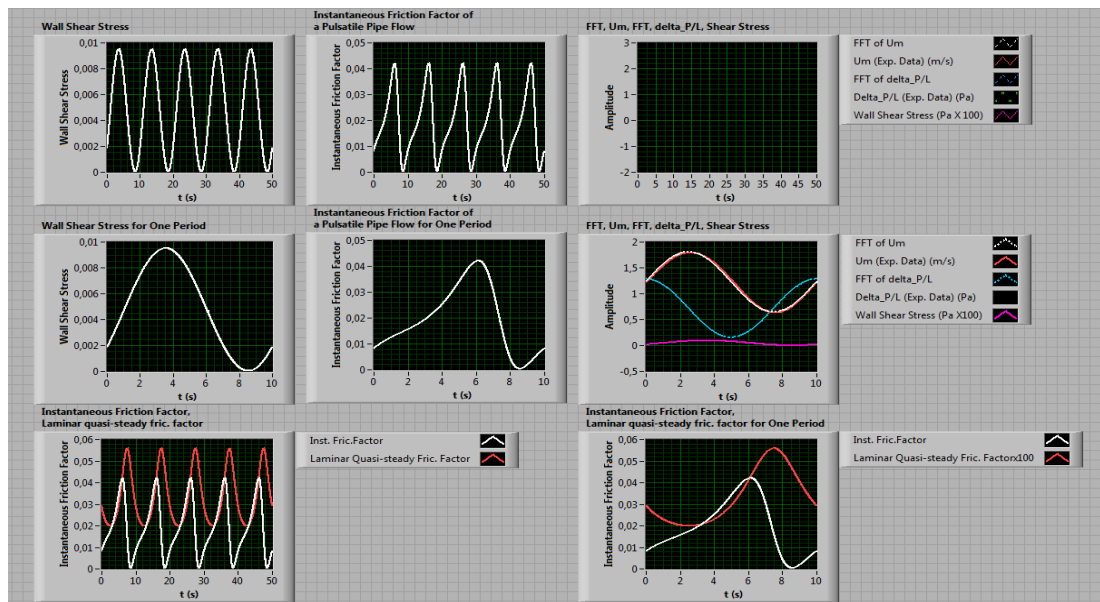 Wall Shear Stress
Wall Shear Stress
0,01
0,008
0,006
0,004
0,002
0
0 10 20 30 40 50
t (s)
Instantaneous Friction Factor of
a Pulsatile Pipe Flow
Instantaneous Friction Factor
0,05
0,04
0,03
0,02
0,01
0
0 10 20 30 40 50
t (s)
FFT, Um, FFT, delta_P/L, Shear Stress
Amplitude
3
2
1
0
-1
-2
0 5 10 15 20 25 30 35 40 45 50
t (s)
FFT of Um
Um (Exp. Data) (m/s)
FFT of delta_P/L
Delta_P/L (Exp. Data) (Pa)
Wall Shear Stress (Pa X 100)
Wall Shear Stress for One Period
Wall Shear Stress
0,01
0,008
0,006
0,004
0,002
0
0 2 4 6 8 10
t (s)
Instantaneous Friction Factor of
a Pulsatile Pipe Flow for One Period
Instantaneous Friction Factor
0,05
0,04
0,03
0,02
0,01
0
0 2 4 6 8 10
t (s)
FFT, Um, FFT, delta_P/L, Shear Stress
Amplitude
2
1,5
1
0,5
0
-0,5
0 2 4 6 8 10
t (s)
FFT of Um
Um (Exp. Data) (m/s)
FFT of delta_P/L
Delta_P/L (Exp. Data) (Pa)
Wall Shear Stress (Pa X100)
Instantaneous Friction Factor,
Laminar quasi-steady fric. factor
Instantaneous Friction Factor
0,06
0,05
0,04
0,03
0,02
0,01
0
0 10 20 30 40 50
t (s)
Inst. Fric.Factor
Laminar Quasi-steady Fric. Factor
Instantaneous Friction Factor,
Laminar quasi-steady fric. factor for One Period
Instantaneous Friction Factor
0,06
0,05
0,04
0,03
0,02
0,01
0
0 2 4 6 8 10
t (s)
Inst. Fric.Factor
Laminar Quasi-steady Fric. Factorx100